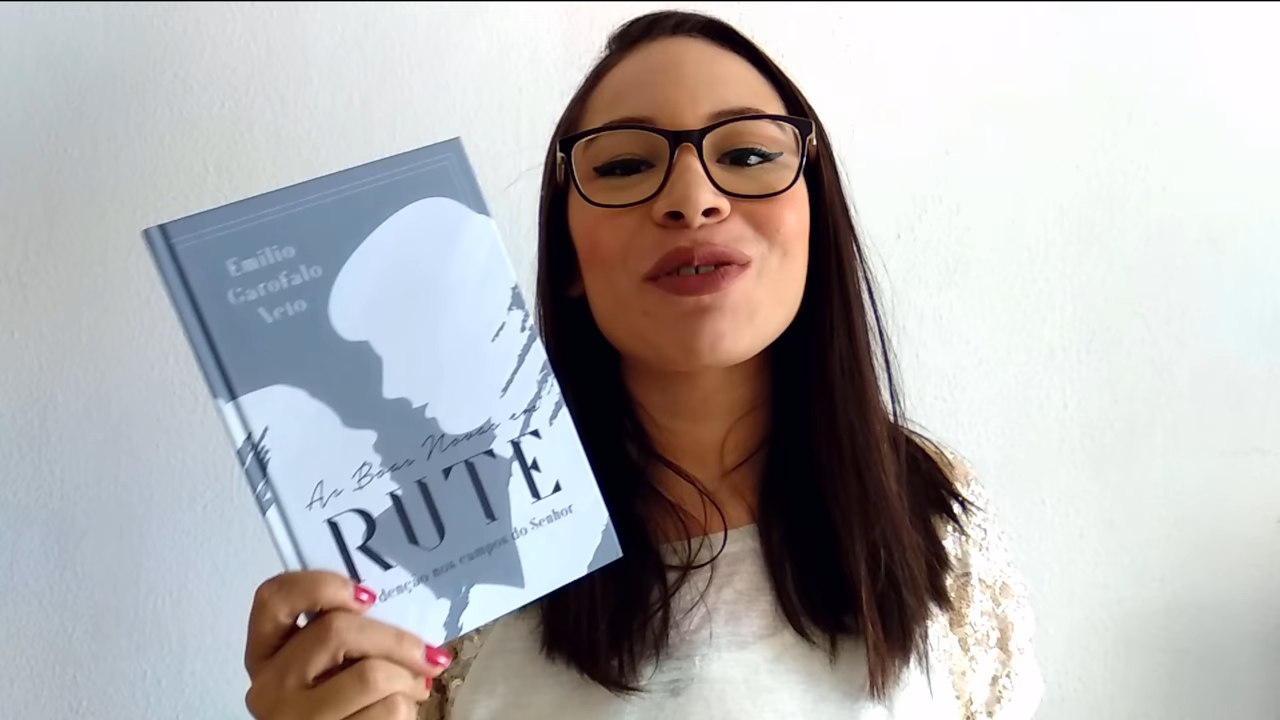 Emilio
Garofalo
Neto
As Boas Novas em
RUTE
denção nos campos do Senhor